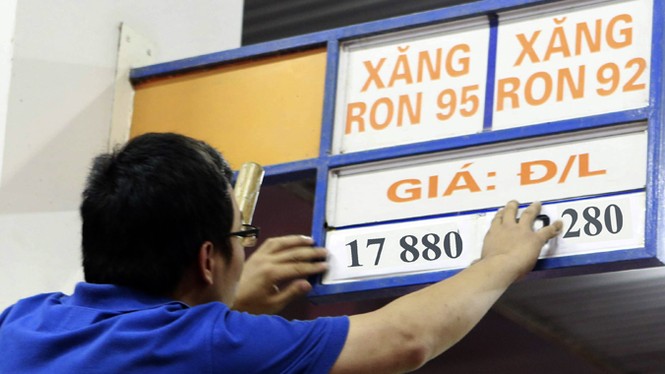 XĂNG
RON 95
XĂNG
RON 92
GIÁ: Đ/L
17 880
280